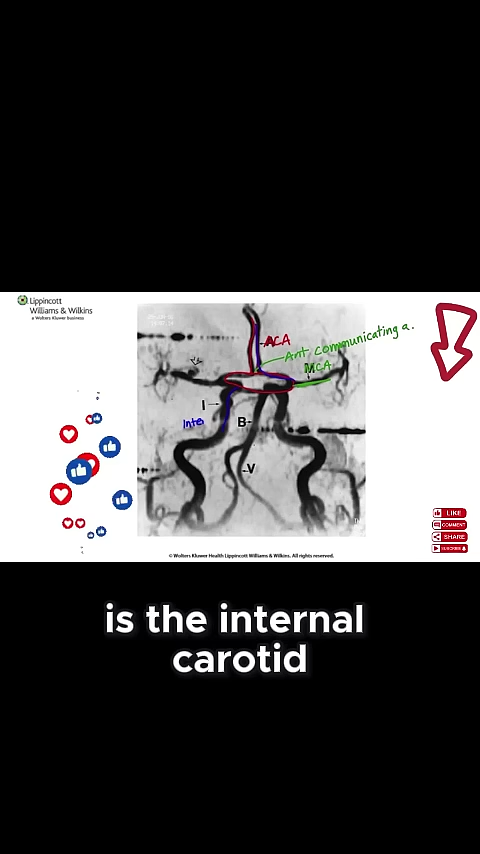 Lippincott
Williams & Wilkins
a Wolters Kluwer business
ACA
Ant communicating a.
M
MCA
I
Inte
B
V
LIKE
COMMENT
SHARE
SUBSCRIBE
© Wolters Kluwer Health Lippincott Williams & Wilkins. All rights reserved.
is the internal
carotid